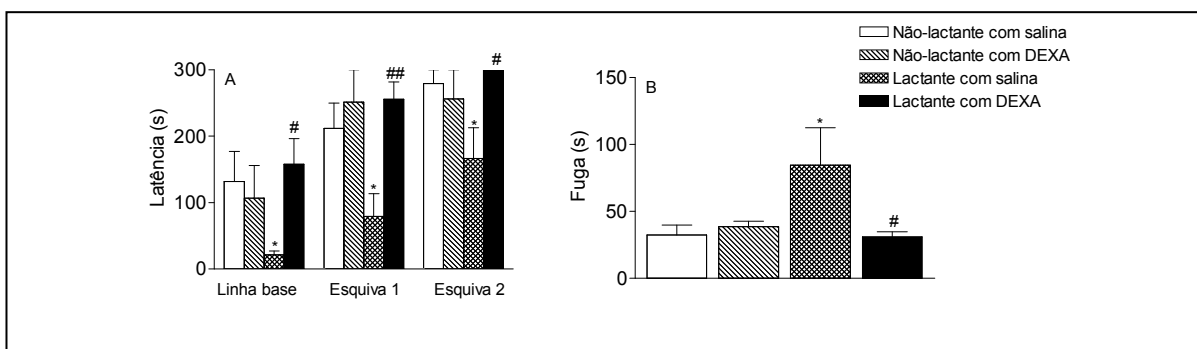 Não-lactante com salina
Não-lactante com DEXA
Lactante com salina
Lactante com DEXA
A
Latência (s)
300
200
100
0
*
#
*
##
*
#
Linha base
Esquiva 1
Esquiva 2
B
Fuga (s)
150
100
50
0
*
#